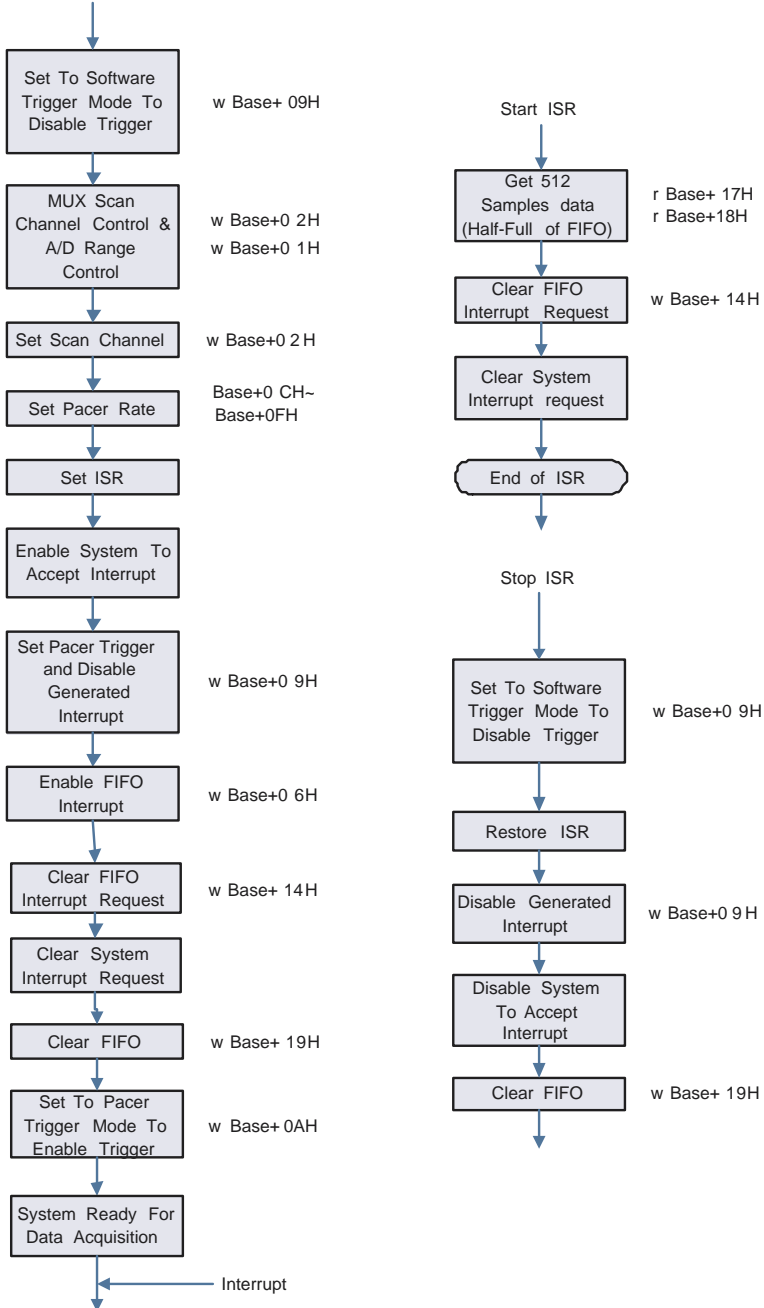 Set To Software
Trigger Mode To
Disable Trigger
w Base+ 09H
MUX Scan
Channel Control &
A/D Range
Control
w Base+0 2H
w Base+0 1H
Set Scan Channel
w Base+0 2 H
Set Pacer Rate
Base+0 CH~
Base+0FH
Set ISR
Enable System To
Accept Interrupt
Set Pacer Trigger
and Disable
Generated
Interrupt
w Base+0 9H
Enable FIFO
Interrupt
w Base+0 6H
Clear FIFO
Interrupt Request
w Base+ 14H
Clear System
Interrupt Request
Clear FIFO
w Base+ 19H
Set To Pacer
Trigger Mode To
Enable Trigger
w Base+ 0AH
System Ready For
Data Acquisition
Interrupt
Start ISR
Get 512
Samples data
(Half-Full of FIFO)
r Base+ 17H
r Base+18H
Clear FIFO
Interrupt Request
w Base+ 14H
Clear System
Interrupt request
End of ISR
Stop ISR
Set To Software
Trigger Mode To
Disable Trigger
w Base+0 9H
Restore ISR
Disable Generated
Interrupt
w Base+0 9 H
Disable System
To Accept
Interrupt
Clear FIFO
w Base+ 19H